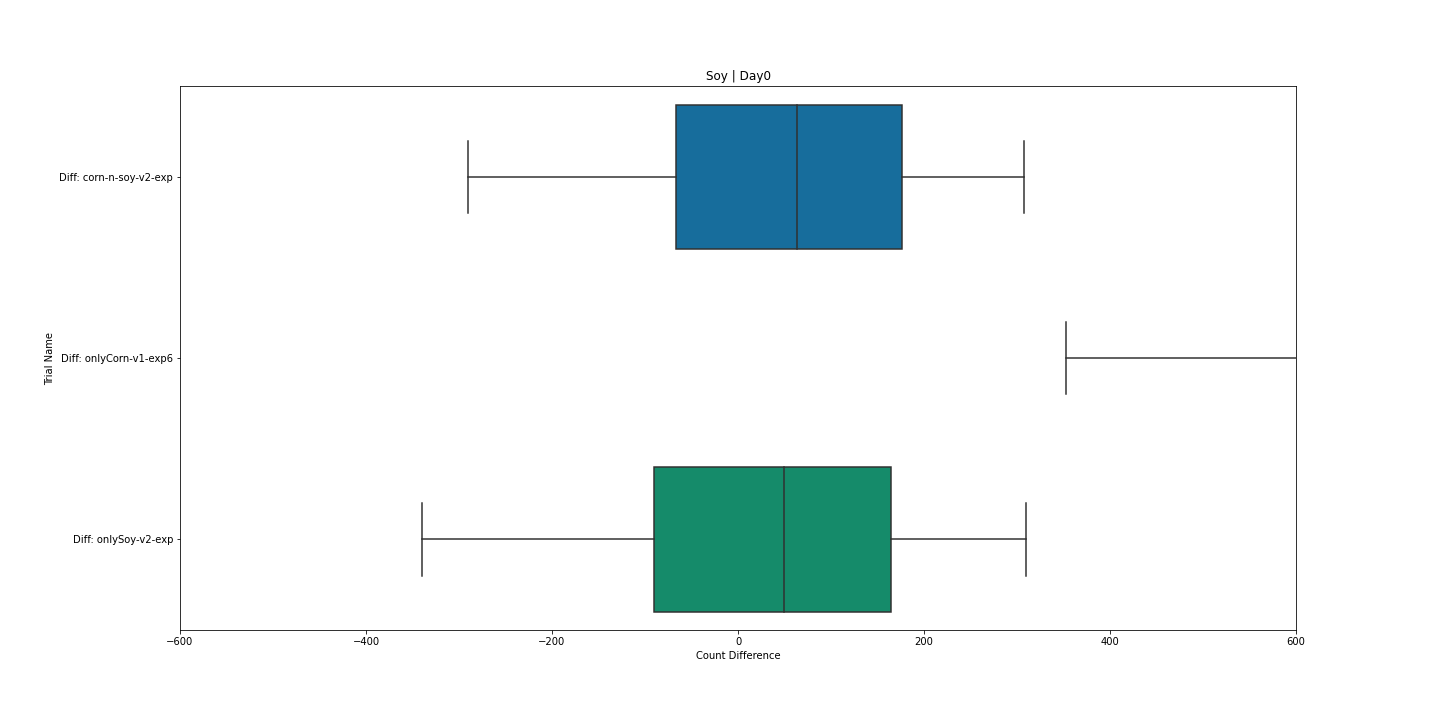 Soy | Day0
Trial Name
Diff: corn-n-soy-v2-exp
Diff: onlyCorn-v1-exp6
Diff: onlySoy-v2-exp
−600 −400 −200 0 200 400 600
Count Difference